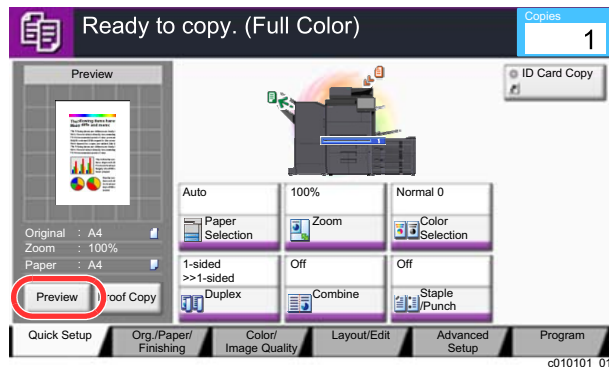 Ready to copy. (Full Color)
Copies
1
Preview
ID Card Copy
Original : A4
Zoom : 100%
Paper : A4
Preview
Proof Copy
Auto
Paper
Selection
100%
Zoom
Normal 0
Color
Selection
1-sided
>>1-sided
Duplex
Off
Combine
Off
Staple
/Punch
Quick Setup
Org./Paper/
Finishing
Color/
Image Quality
Layout/Edit
Advanced
Setup
Program
c010101_01